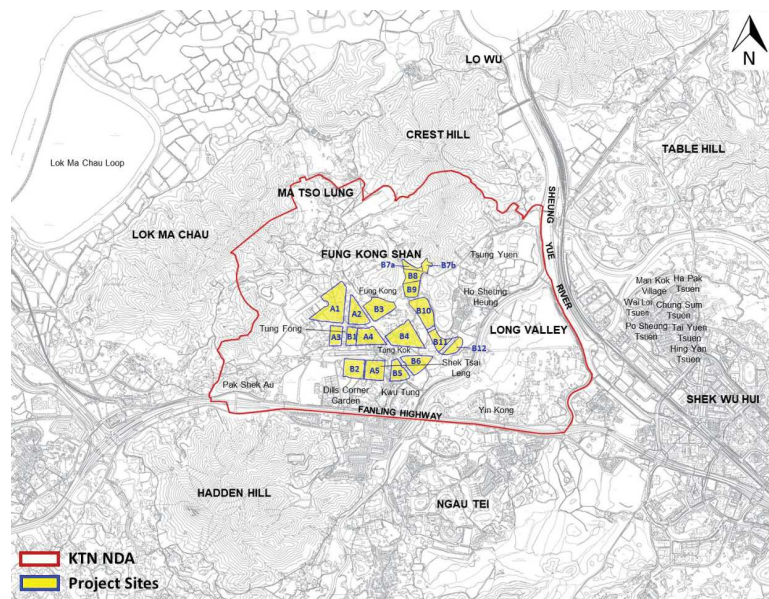 N
LO WU
CREST HILL
TABLE HILL
Lok Ma Chau Loop
MA TSO LUNG
SHEUNG YUE RIVER
LOK MA CHAU
FUNG KONG SHAN
Tsung Yuen
B7a
B7b
B8
B9
Fung Kong
Ho Sheung
Heung
Man Kok
Village
Ha Pak
Tsuen
Wai Loi
Tsuen
Chung Sum
Tsuen
Po Sheung
Tsuen
Tai Yuen
Tsuen
Hing Yan
Tsuen
A1
A2
B3
B10
LONG VALLEY
Tung Fong
A3
B1
A4
B4
B11
B12
Tang Kok
B6
Shek Tsai
Leng
B2
A5
B5
Pak Shek Au
Dills Corner
Garden
Kwu Tung
Yin Kong
SHEK WU HUI
FANLING HIGHWAY
HADDEN HILL
NGAU TEI
KTN NDA
Project Sites